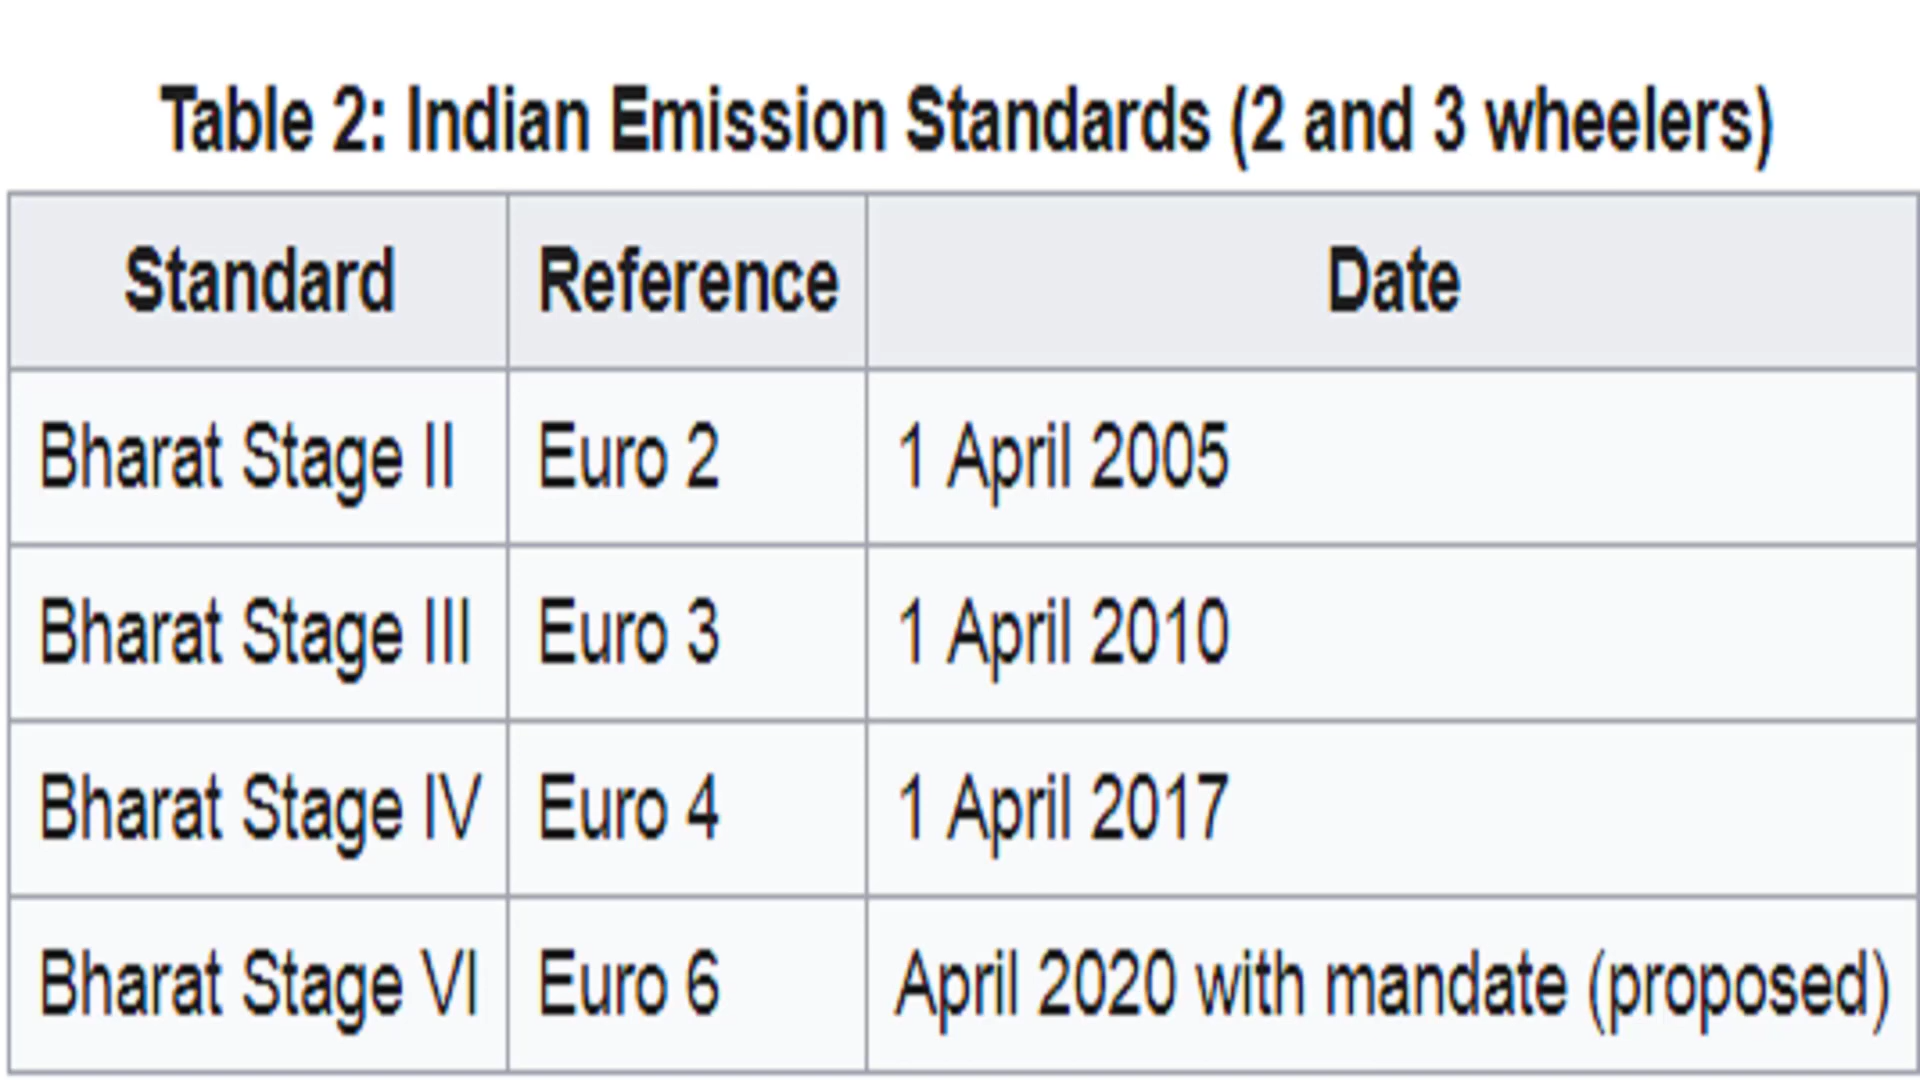 Table 2: Indian Emission Standards (2 and 3 wheelers)
Standard Reference Date
Bharat Stage II Euro 2 1 April 2005
Bharat Stage III Euro 3 1 April 2010
Bharat Stage IV Euro 4 1 April 2017
Bharat Stage VI Euro 6 April 2020 with mandate (proposed)